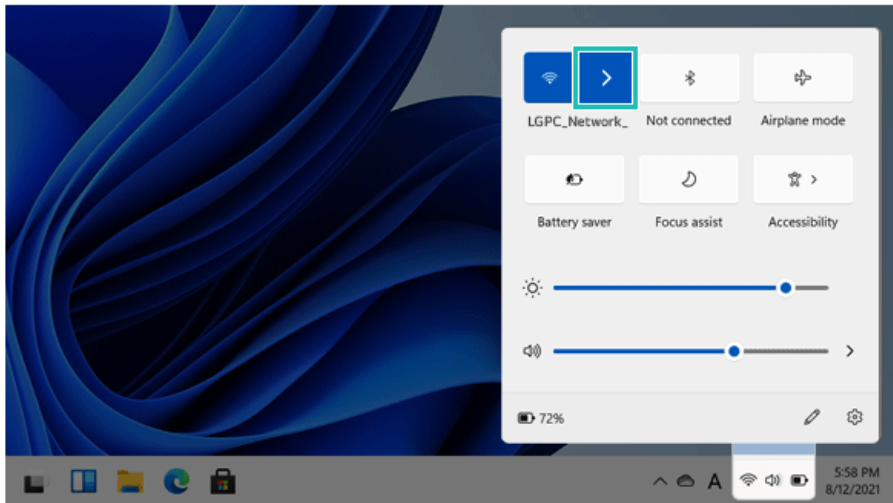 LGPC_Network_ Not connected Airplane mode
Battery saver Focus assist Accessibility
72%
A 5:58 PM
8/12/2021